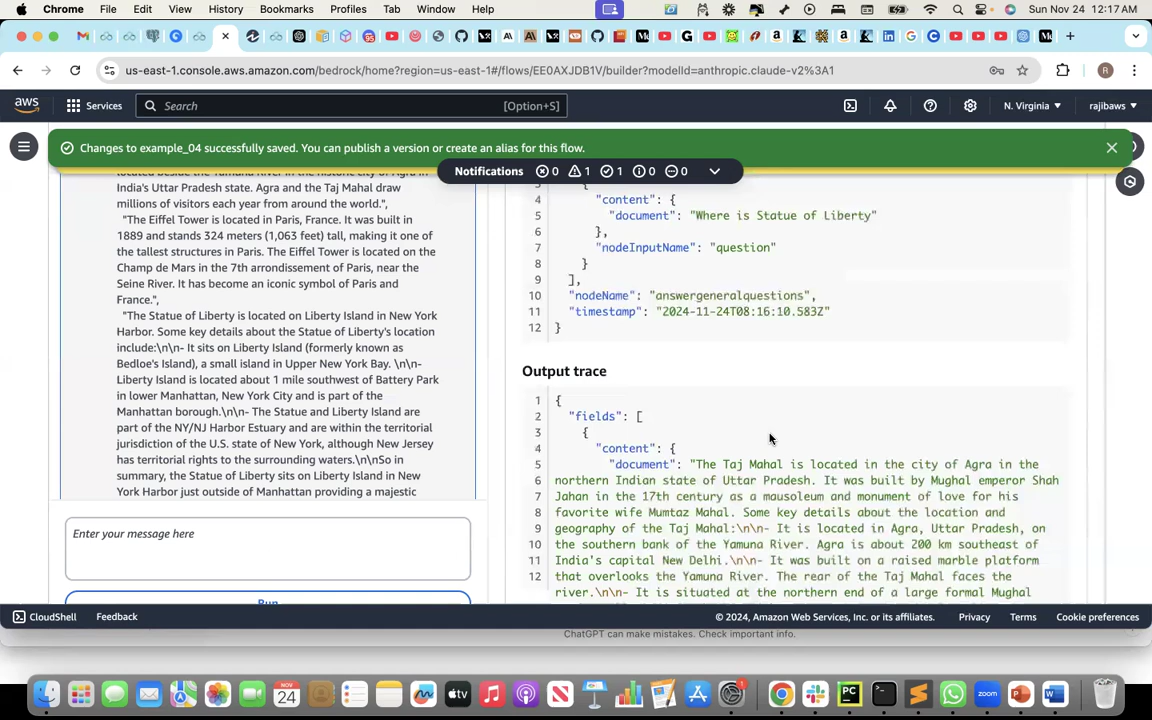 Chrome File Edit View History Bookmarks Profiles Tab Window Help Sun Nov 24 12:17 AM
us-east-1.console.aws.amazon.com/bedrock/home?region=us-east-1#/flows/EE0AXJDB1V/builder?modelId=anthropic.claude-v2%3A1
aws Services Search [Option+S] N. Virginia rajibaws
Changes to example_04 successfully saved. You can publish a version or create an alias for this flow.
Notifications 0 1 1 0 0
located beside the Yamuna River in the historic city of Agra in
India's Uttar Pradesh state. Agra and the Taj Mahal draw
millions of visitors each year from around the world.",
"The Eiffel Tower is located in Paris, France. It was built in
1889 and stands 324 meters (1,063 feet) tall, making it one of
the tallest structures in Paris. The Eiffel Tower is located on the
Champ de Mars in the 7th arrondissement of Paris, near the
Seine River. It has become an iconic symbol of Paris and
France.",
"The Statue of Liberty is located on Liberty Island in New York
Harbor. Some key details about the Statue of Liberty's location
include:\n\n- It sits on Liberty Island (formerly known as
Bedloe's Island), a small island in Upper New York Bay. \n\n-
Liberty Island is located about 1 mile southwest of Battery Park
in lower Manhattan, New York City and is part of the
Manhattan borough.\n\n- The Statue and Liberty Island are
part of the NY/NJ Harbor Estuary and are within the territorial
jurisdiction of the U.S. state of New York, although New Jersey
has territorial rights to the surrounding waters.\n\nSo in
summary, the Statue of Liberty sits on Liberty Island in New
York Harbor just outside of Manhattan providing a majestic
Enter your message here
Run
3 {
4 "content": {
5 "document": "Where is Statue of Liberty"
6 },
7 "nodeInputName": "question"
8 }
9 ],
10 "nodeName": "answergeneralquestions",
11 "timestamp": "2024-11-24T08:16:10.583Z"
12 }
Output trace
1 {
2 "fields": [
3 {
4 "content": {
5 "document": "The Taj Mahal is located in the city of Agra in the
6 northern Indian state of Uttar Pradesh. It was built by Mughal emperor Shah
7 Jahan in the 17th century as a mausoleum and monument of love for his
8 favorite wife Mumtaz Mahal. Some key details about the location and
9 geography of the Taj Mahal:\n\n- It is located in Agra, Uttar Pradesh, on
10 the southern bank of the Yamuna River. Agra is about 200 km southeast of
11 India's capital New Delhi.\n\n- It was built on a raised marble platform
12 that overlooks the Yamuna River. The rear of the Taj Mahal faces the
river.\n\n- It is situated at the northern end of a large formal Mughal
CloudShell Feedback © 2024, Amazon Web Services, Inc. or its affiliates. Privacy Terms Cookie preferences
ChatGPT can make mistakes. Check important info.